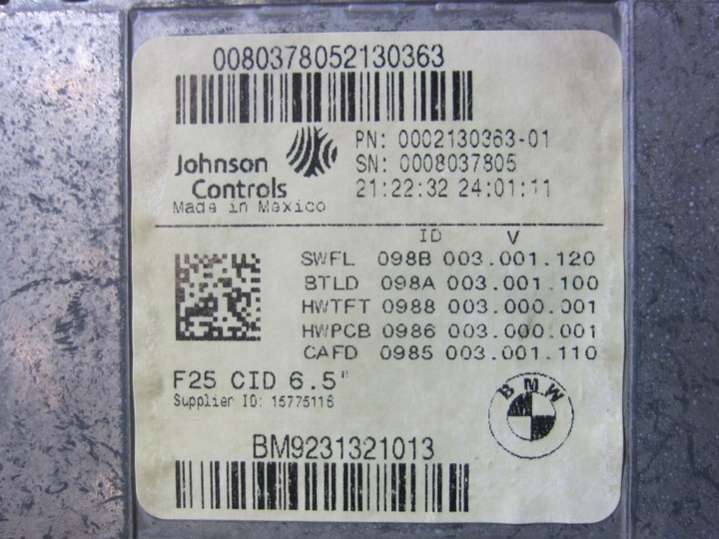 0080378052130363
PN: 0002130363-01
Johnson
Controls
SN: 0008037805
21:22:32 24:01:11
Made in Mexico
ID V
SWFL 098B 003.001.120
BTLD 098A 003.001.100
HWTFT 0988 003.000.001
HWPCB 0986 003.000.001
CAFD 0985 003.001.110
F25 CID 6.5"
Supplier ID: 15775116
BMW
BM9231321013